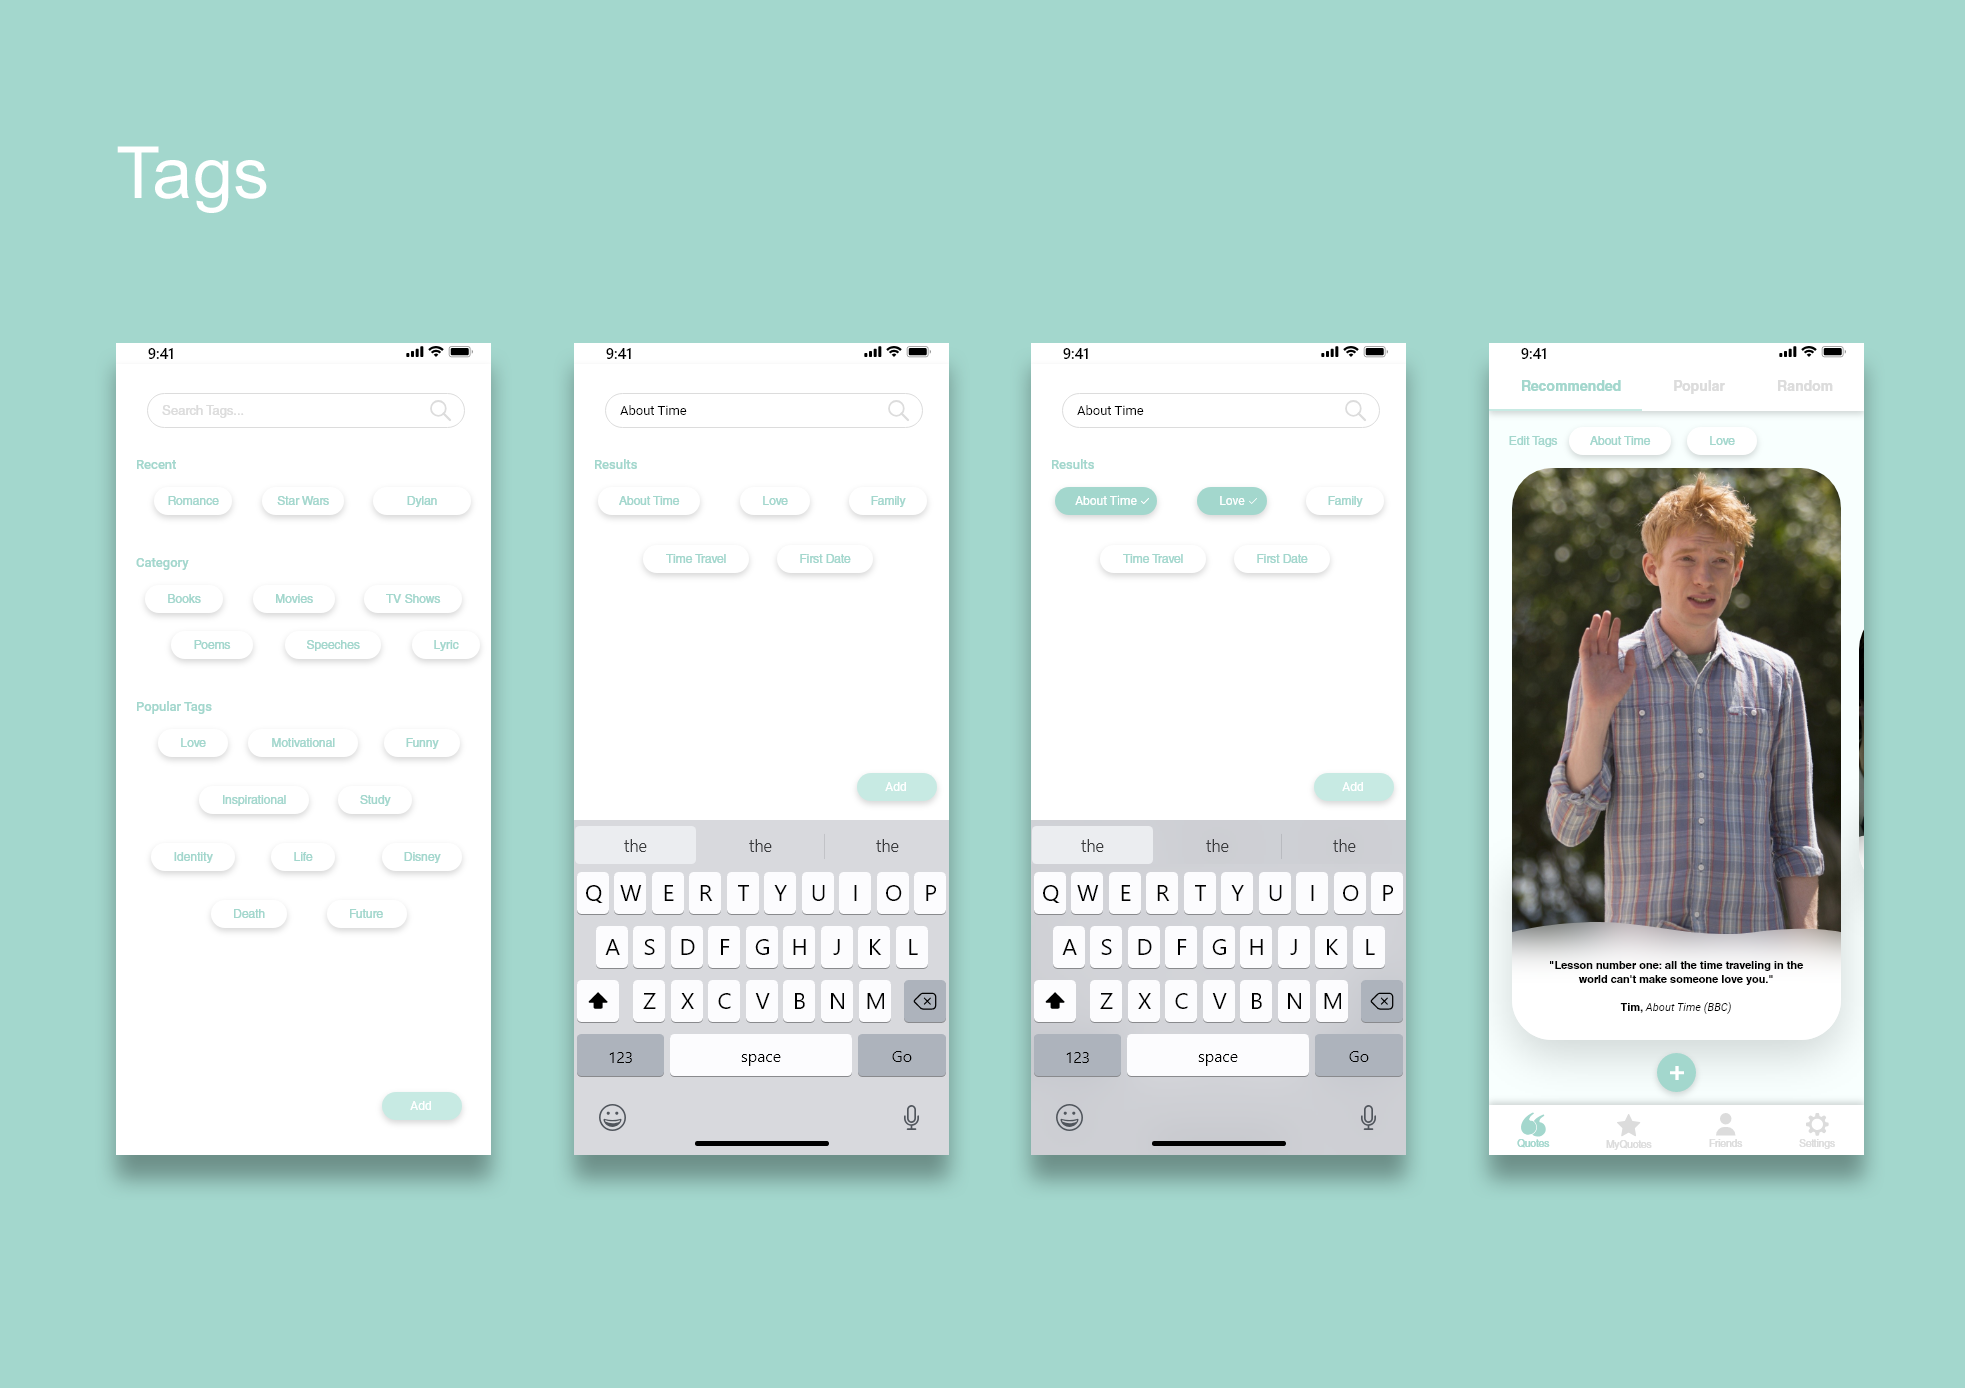 Tags
9:41
Search Tags...
Recent
Romance Star Wars Dylan
Category
Books Movies TV Shows
Poems Speeches Lyric
Popular Tags
Love Motivational Funny
Inspirational Study
Identity Life Disney
Death Future
Add
9:41
About Time
Results
About Time Love Family
Time Travel First Date
Add
the the the
Q W E R T Y U I O P
A S D F G H J K L
Z X C V B N M
123 space Go
9:41
About Time
Results
About Time Love Family
Time Travel First Date
Add
the the the
Q W E R T Y U I O P
A S D F G H J K L
Z X C V B N M
123 space Go
9:41
Recommended Popular Random
Edit Tags About Time Love
"Lesson number one: all the time traveling in the
world can't make someone love you."
Tim, About Time (BBC)
Quotes MyQuotes Friends Settings